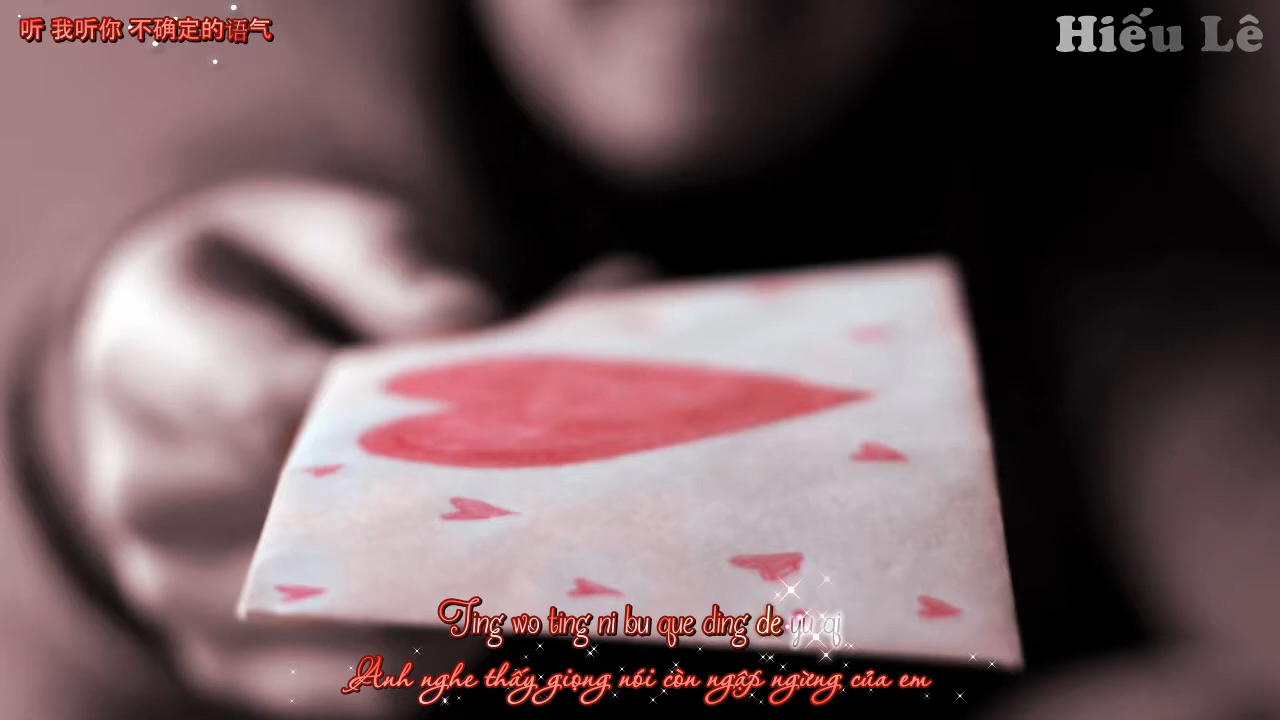 听 我听你 不确定的语气
Hiếu Lê
Ting wo ting ni bu que ding de yu qi
Anh nghe thấy giọng nói còn ngập ngừng của em